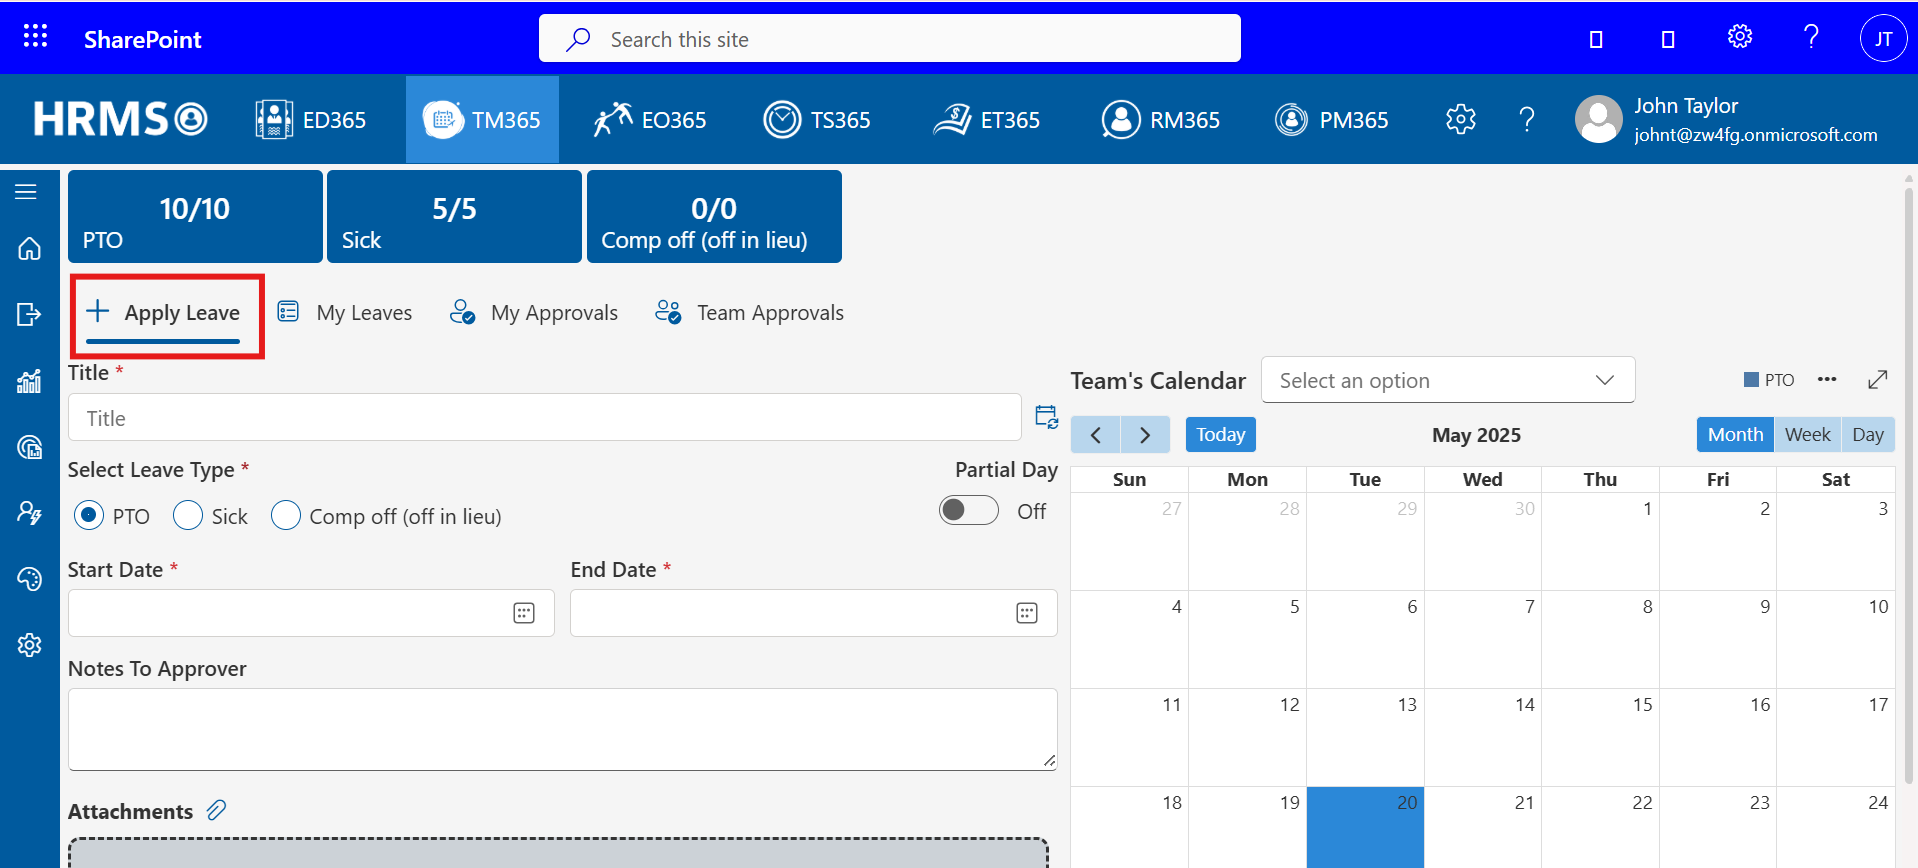 SharePoint
Search this site
JT
HRMS
ED365
TM365
EO365
TS365
ET365
RM365
PM365
John Taylor
johnt@zw4fg.onmicrosoft.com
10/10
PTO
5/5
Sick
0/0
Comp off (off in lieu)
Apply Leave
My Leaves
My Approvals
Team Approvals
Title *
Title
Select Leave Type *
Partial Day
PTO
Sick
Comp off (off in lieu)
Off
Start Date *
End Date *
Notes To Approver
Attachments
Team's Calendar
Select an option
PTO
Today
May 2025
Month Week Day
Sun Mon Tue Wed Thu Fri Sat
27 28 29 30 1 2 3
4 5 6 7 8 9 10
11 12 13 14 15 16 17
18 19 20 21 22 23 24